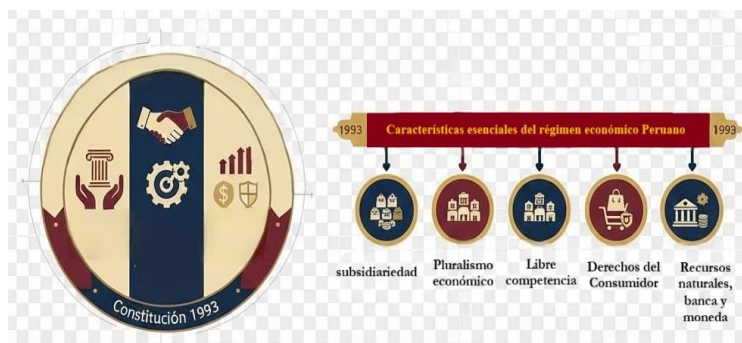 Constitución 1993
1993 Características esenciales del régimen económico Peruano 1993
subsidiariedad
Pluralismo
económico
Libre
competencia
Derechos del
Consumidor
Recursos
naturales,
banca y
moneda